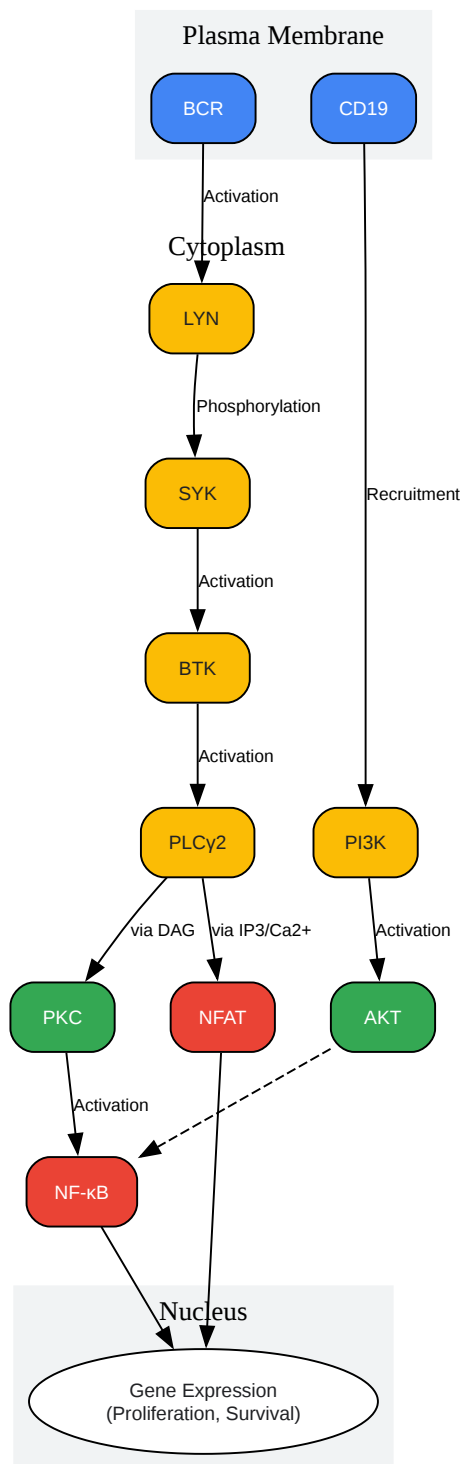 Plasma Membrane
BCR
CD19
Activation
Cytoplasm
LYN
Phosphorylation
SYK
Recruitment
Activation
BTK
Activation
PLCγ2
PI3K
via DAG
via IP3/Ca2+
Activation
PKC
NFAT
AKT
Activation
NF-κB
Nucleus
Gene Expression
(Proliferation, Survival)